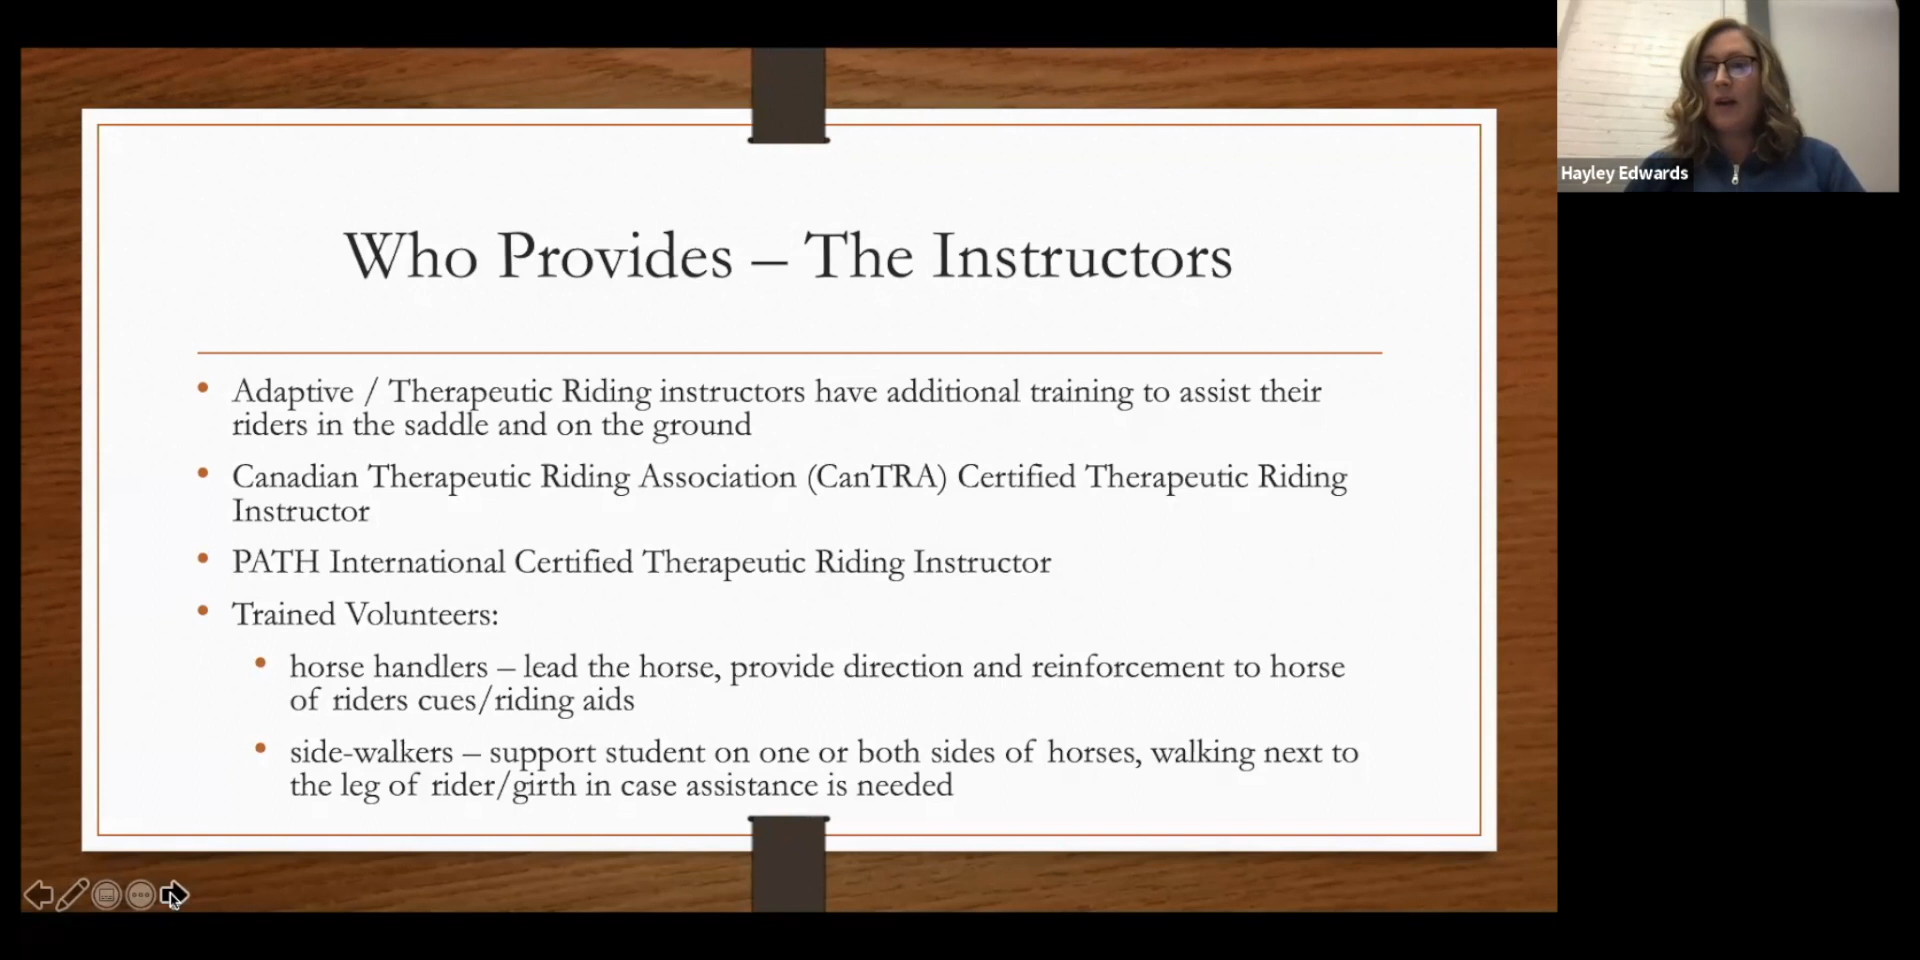 Who Provides – The Instructors
• Adaptive / Therapeutic Riding instructors have additional training to assist their
riders in the saddle and on the ground
• Canadian Therapeutic Riding Association (CanTRA) Certified Therapeutic Riding
Instructor
• PATH International Certified Therapeutic Riding Instructor
• Trained Volunteers:
• horse handlers – lead the horse, provide direction and reinforcement to horse
of riders cues/riding aids
• side-walkers – support student on one or both sides of horses, walking next to
the leg of rider/girth in case assistance is needed
Hayley Edwards